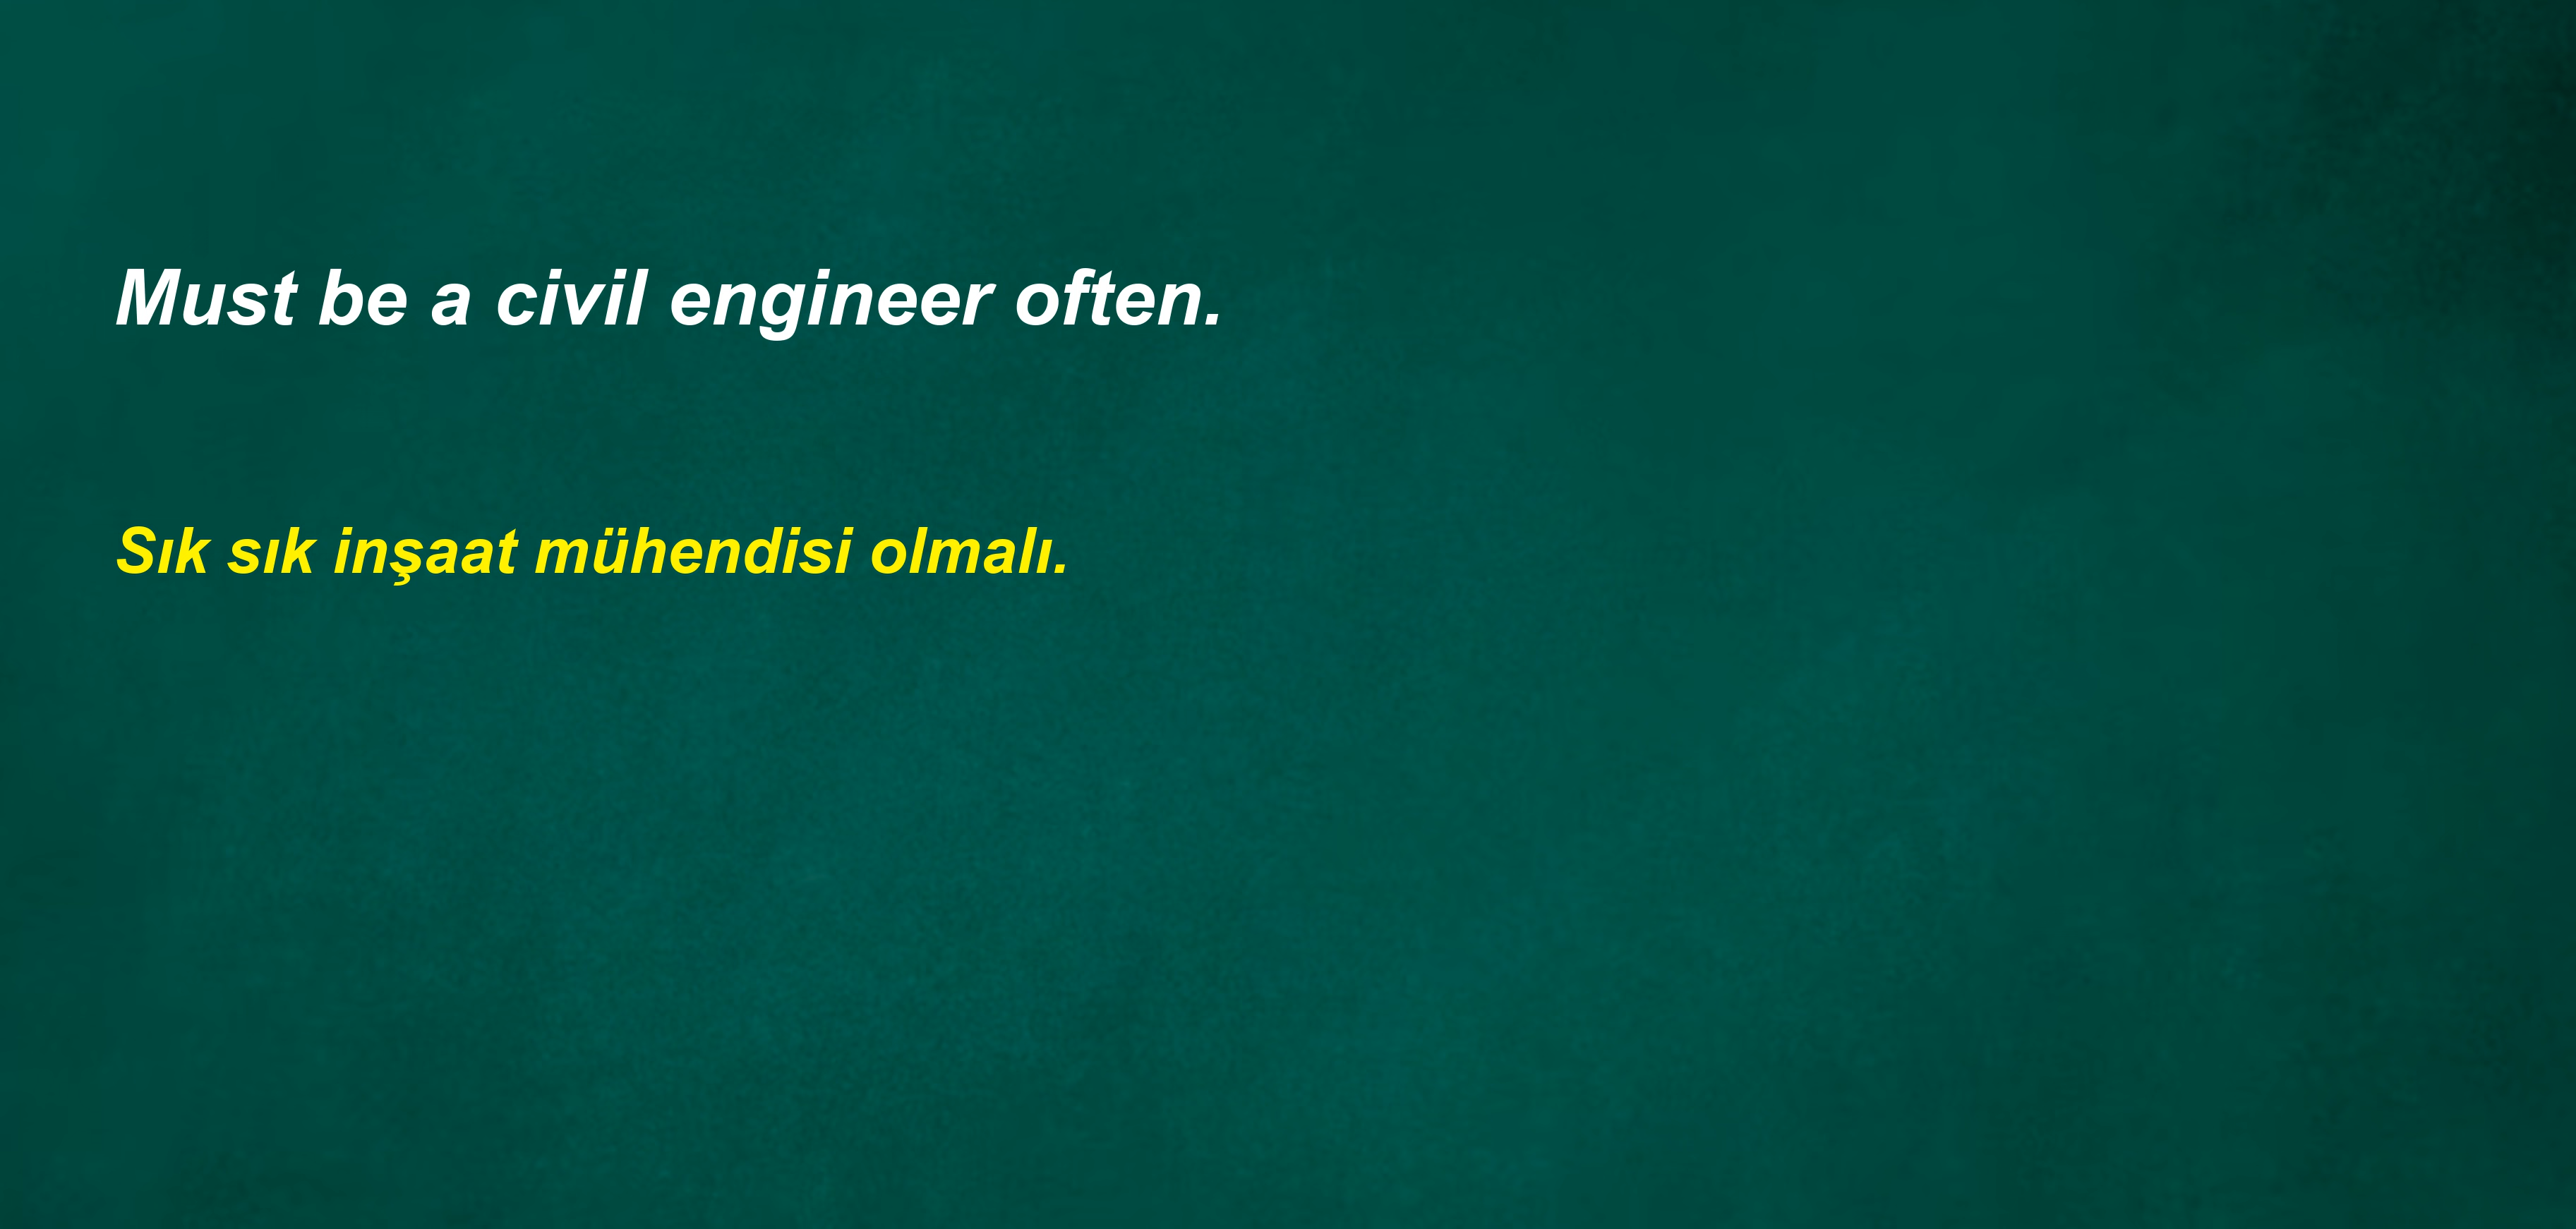 Must be a civil engineer often.
Sık sık inşaat mühendisi olmalı.